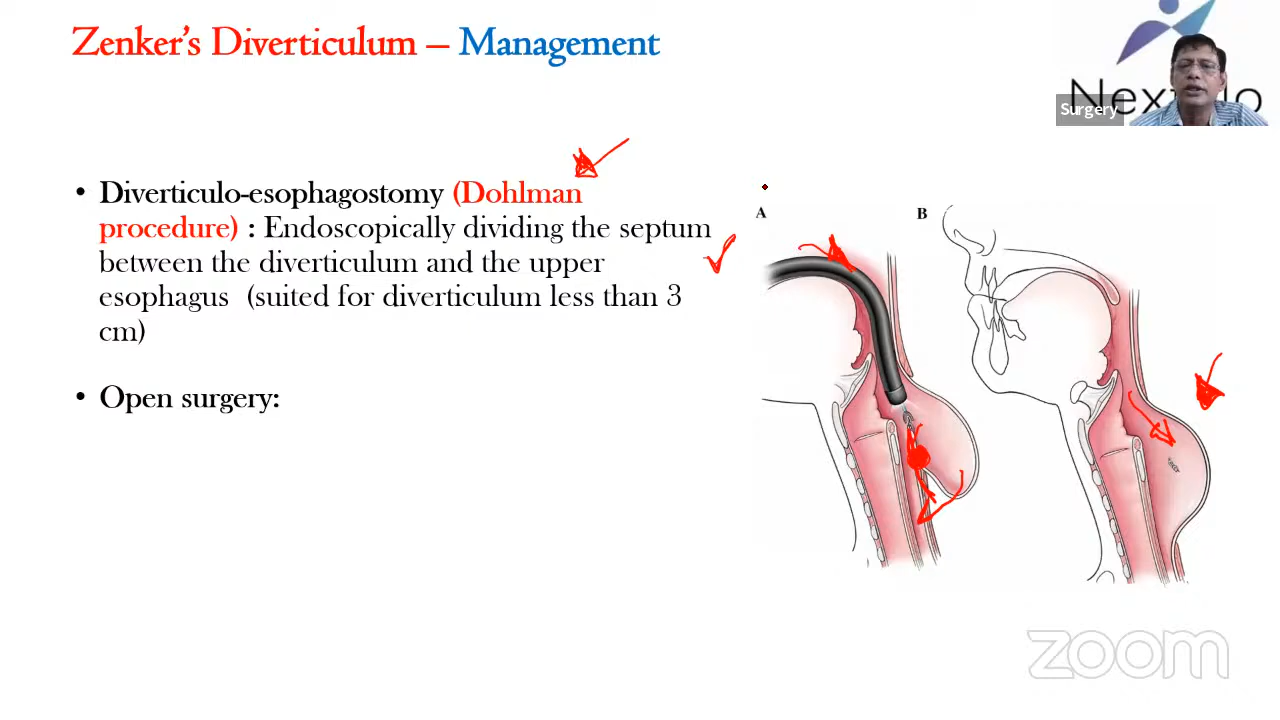 Zenker's Diverticulum – Management
Surgery
• Diverticulo-esophagostomy (Dohlman
procedure) : Endoscopically dividing the septum
between the diverticulum and the upper
esophagus (suited for diverticulum less than 3
cm)
• Open surgery:
A
B
zoom